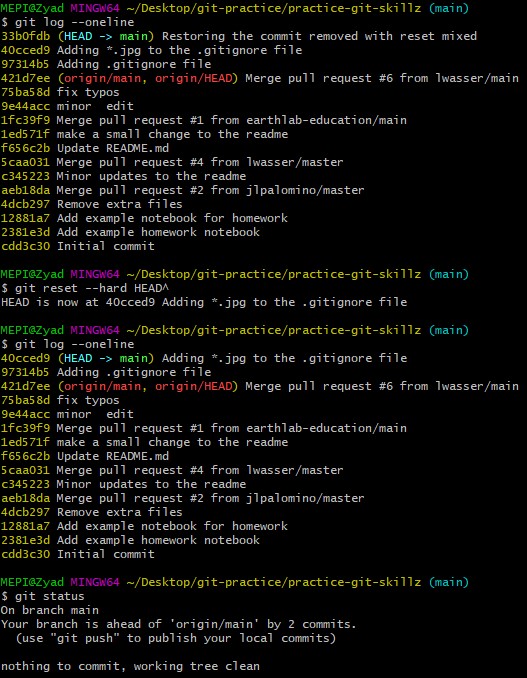 MEPI@Zyad MINGW64 ~/Desktop/git-practice/practice-git-skillz (main)
$ git log --oneline
33b0fdb (HEAD -> main) Restoring the commit removed with reset mixed
40cced9 Adding *.jpg to the .gitignore file
97314b5 Adding .gitignore file
421d7ee (origin/main, origin/HEAD) Merge pull request #6 from lwasser/main
75ba58d fix typos
9e44acc minor  edit
1fc39f9 Merge pull request #1 from earthlab-education/main
1ed571f make a small change to the readme
f656c2b Update README.md
5caa031 Merge pull request #4 from lwasser/master
c345223 Minor updates to the readme
aeb18da Merge pull request #2 from jlpalomino/master
4dcb297 Remove extra files
12881a7 Add example notebook for homework
2381e3d Add example homework notebook
cdd3c30 Initial commit

MEPI@Zyad MINGW64 ~/Desktop/git-practice/practice-git-skillz (main)
$ git reset --hard HEAD^
HEAD is now at 40cced9 Adding *.jpg to the .gitignore file

MEPI@Zyad MINGW64 ~/Desktop/git-practice/practice-git-skillz (main)
$ git log --oneline
40cced9 (HEAD -> main) Adding *.jpg to the .gitignore file
97314b5 Adding .gitignore file
421d7ee (origin/main, origin/HEAD) Merge pull request #6 from lwasser/main
75ba58d fix typos
9e44acc minor  edit
1fc39f9 Merge pull request #1 from earthlab-education/main
1ed571f make a small change to the readme
f656c2b Update README.md
5caa031 Merge pull request #4 from lwasser/master
c345223 Minor updates to the readme
aeb18da Merge pull request #2 from jlpalomino/master
4dcb297 Remove extra files
12881a7 Add example notebook for homework
2381e3d Add example homework notebook
cdd3c30 Initial commit

MEPI@Zyad MINGW64 ~/Desktop/git-practice/practice-git-skillz (main)
$ git status
On branch main
Your branch is ahead of 'origin/main' by 2 commits.
  (use "git push" to publish your local commits)

nothing to commit, working tree clean